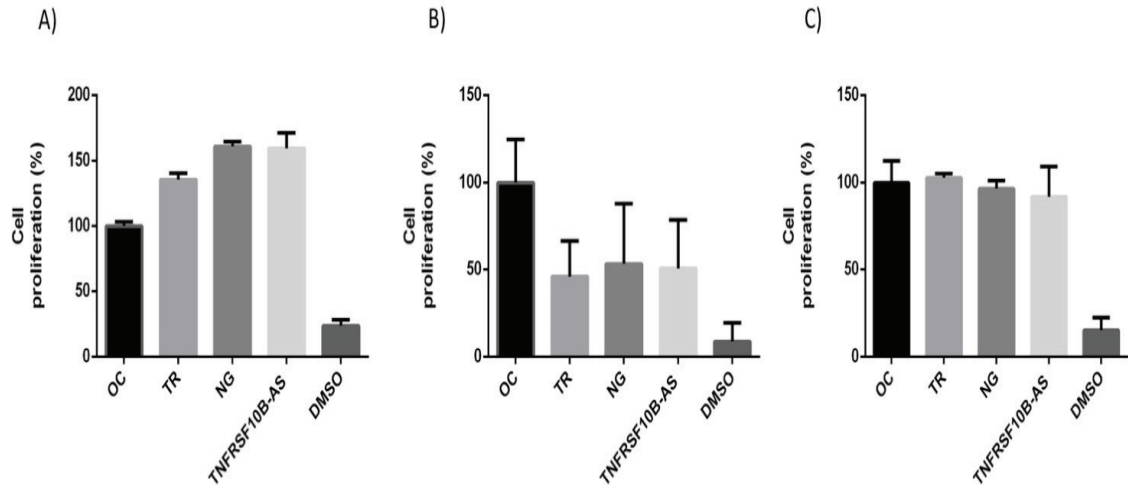 A)
B)
C)
200
150
100
50
0
Cell
proliferation (%)
OC
TR
NG
TNFRSF10B-AS
DMSO
150
100
50
0
Cell
proliferation (%)
OC
TR
NG
TNFRSF10B-AS
DMSO
150
100
50
0
Cell
proliferation (%)
OC
TR
NG
TNFRSF10B-AS
DMSO